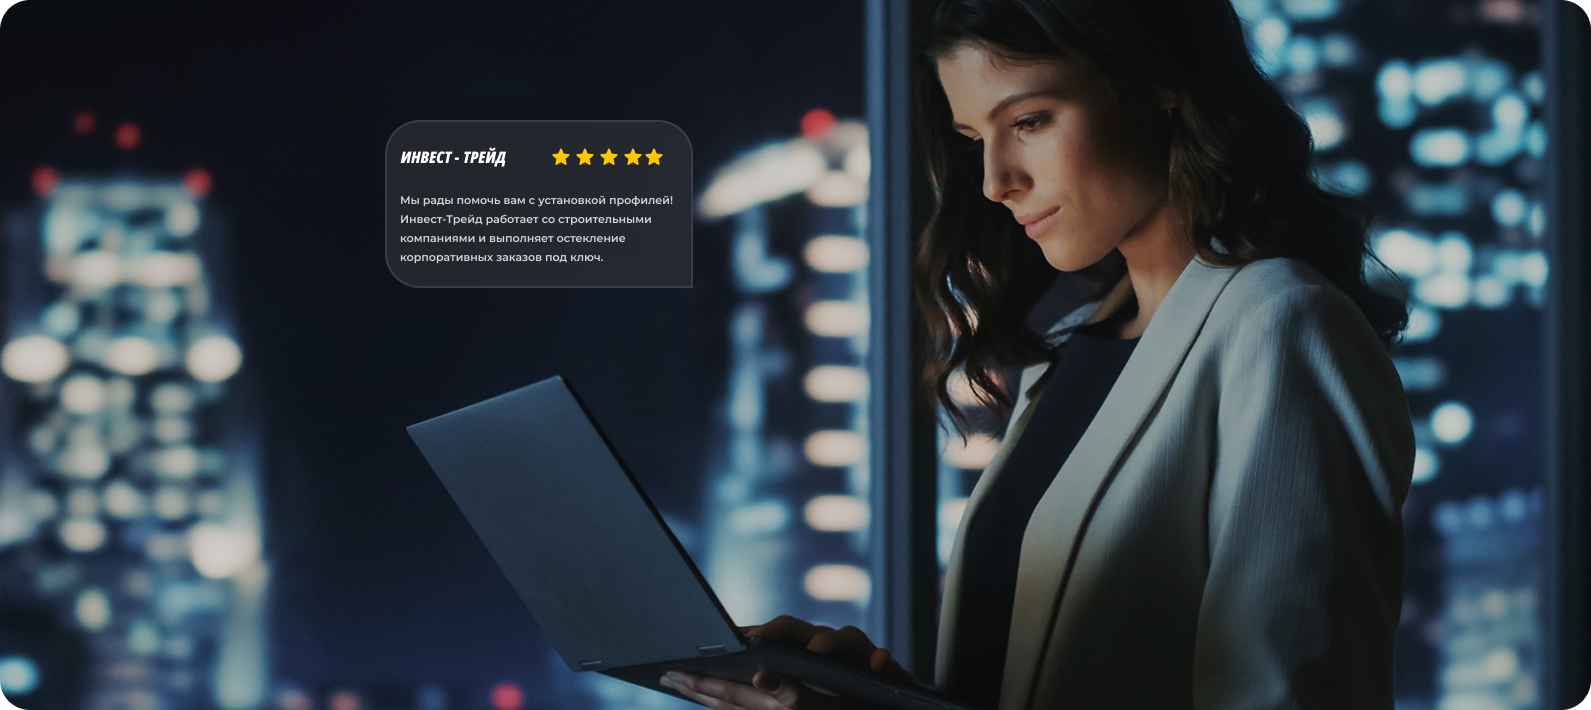 ИНВЕСТ - ТРЕЙД
Мы рады помочь вам с установкой профилей!
Инвест-Трейд работает со строительными
компаниями и выполняет остекление
корпоративных заказов под ключ.